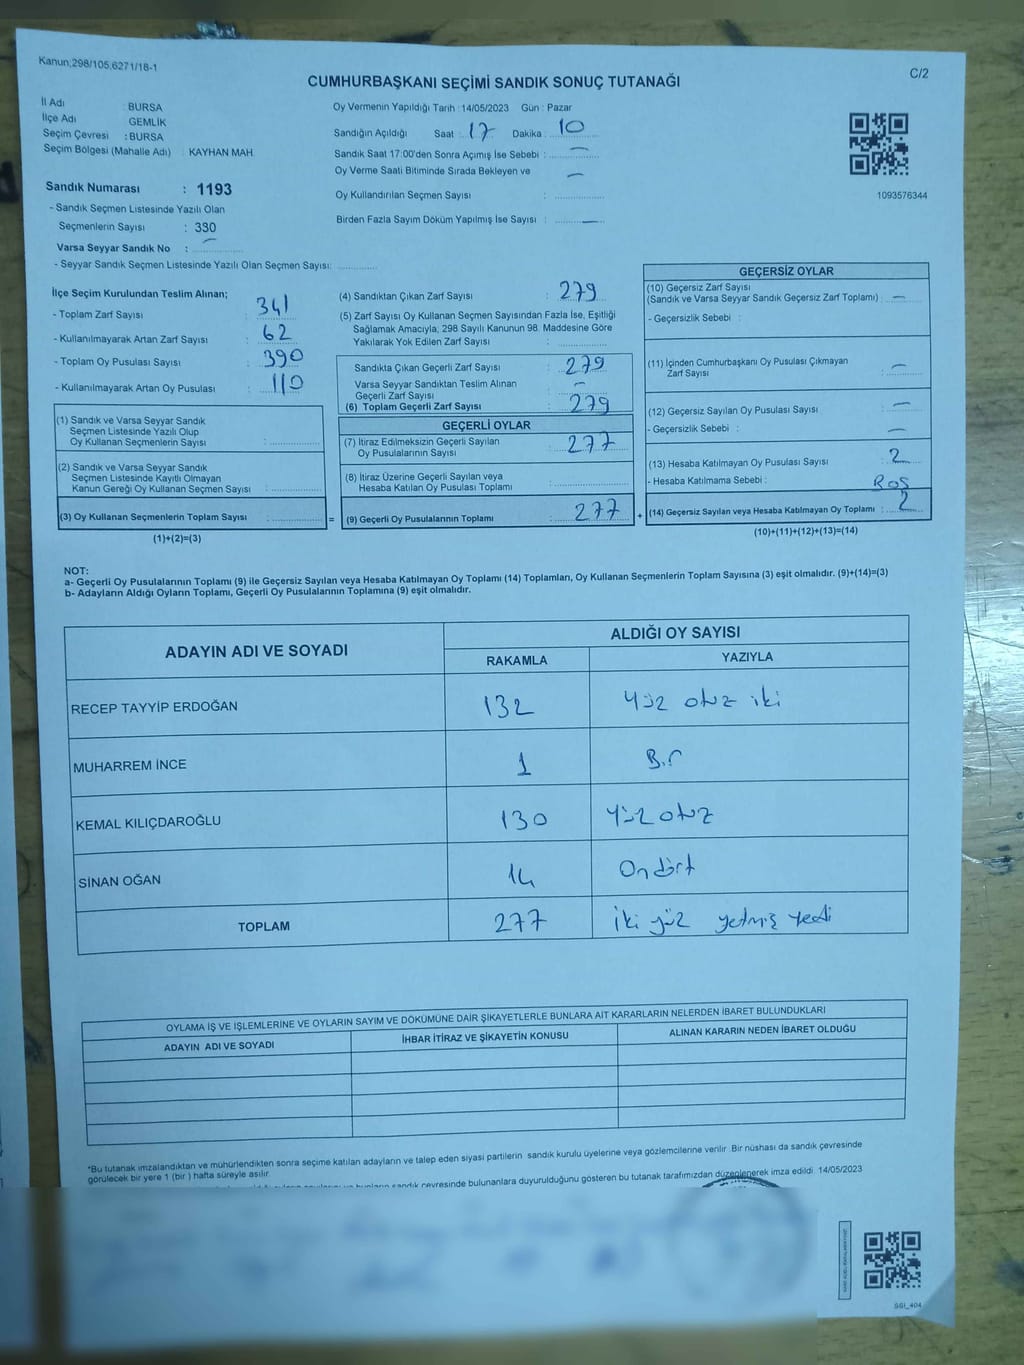 Kanun;298/105,6271/18-1
C/2
CUMHURBAŞKANI SEÇİMİ SANDIK SONUÇ TUTANAĞI
İl Adı : BURSA
İlçe Adı GEMLİK
Seçim Çevresi : BURSA
Seçim Bölgesi (Mahalle Adı) : KAYHAN MAH.
Sandık Numarası : 1193
- Sandık Seçmen Listesinde Yazılı Olan
Seçmenlerin Sayısı : 330
Varsa Seyyar Sandık No : —
- Seyyar Sandık Seçmen Listesinde Yazılı Olan Seçmen Sayısı:
Oy Vermenin Yapıldığı Tarih : 14/05/2023 Gün : Pazar
Sandığın Açıldığı Saat : 17 Dakika : 10
Sandık Saat 17:00'den Sonra Açımış İse Sebebi : —
Oy Verme Saati Bitiminde Sırada Bekleyen ve —
Oy Kullandırılan Seçmen Sayısı :
Birden Fazla Sayım Döküm Yapılmış İse Sayısı : —
1093576344
İlçe Seçim Kurulundan Teslim Alınan;
- Toplam Zarf Sayısı : 341
- Kullanılmayarak Artan Zarf Sayısı : 62
- Toplam Oy Pusulası Sayısı : 390
- Kullanılmayarak Artan Oy Pusulası : 110
(1) Sandık ve Varsa Seyyar Sandık
Seçmen Listesinde Yazılı Olup
Oy Kullanan Seçmenlerin Sayısı :
(2) Sandık ve Varsa Seyyar Sandık
Seçmen Listesinde Kayıtlı Olmayan
Kanun Gereği Oy Kullanan Seçmen Sayısı :
(3) Oy Kullanan Seçmenlerin Toplam Sayısı : =
(1)+(2)=(3)
(4) Sandıktan Çıkan Zarf Sayısı : 279
(5) Zarf Sayısı Oy Kullanan Seçmen Sayısından Fazla İse, Eşitliği
Sağlamak Amacıyla, 298 Sayılı Kanunun 98. Maddesine Göre
Yakılarak Yok Edilen Zarf Sayısı :
Sandıkta Çıkan Geçerli Zarf Sayısı : 279
Varsa Seyyar Sandıktan Teslim Alınan
Geçerli Zarf Sayısı : —
(6) Toplam Geçerli Zarf Sayısı : 279
GEÇERLİ OYLAR
(7) İtiraz Edilmeksizin Geçerli Sayılan
Oy Pusulalarının Sayısı : 277
(8) İtiraz Üzerine Geçerli Sayılan veya
Hesaba Katılan Oy Pusulası Toplamı :
(9) Geçerli Oy Pusulalarının Toplamı : 277 +
GEÇERSİZ OYLAR
(10) Geçersiz Zarf Sayısı
(Sandık ve Varsa Seyyar Sandık Geçersiz Zarf Toplamı) : —
- Geçersizlik Sebebi :
(11) İçinden Cumhurbaşkanı Oy Pusulası Çıkmayan
Zarf Sayısı : —
(12) Geçersiz Sayılan Oy Pusulası Sayısı : —
- Geçersizlik Sebebi : —
(13) Hesaba Katılmayan Oy Pusulası Sayısı : 2
- Hesaba Katılmama Sebebi : Boş
(14) Geçersiz Sayılan veya Hesaba Katılmayan Oy Toplamı : 2
(10)+(11)+(12)+(13)=(14)
NOT:
a- Geçerli Oy Pusulalarının Toplamı (9) ile Geçersiz Sayılan veya Hesaba Katılmayan Oy Toplamı (14) Toplamları, Oy Kullanan Seçmenlerin Toplam Sayısına (3) eşit olmalıdır. (9)+(14)=(3)
b- Adayların Aldığı Oyların Toplamı, Geçerli Oy Pusulalarının Toplamına (9) eşit olmalıdır.
ADAYIN ADI VE SOYADI ALDIĞI OY SAYISI
RAKAMLA YAZIYLA
RECEP TAYYİP ERDOĞAN 132 Yüz otuz iki
MUHARREM İNCE 1 Bir
KEMAL KILIÇDAROĞLU 130 Yüz otuz
SİNAN OĞAN 14 On dört
TOPLAM 277 İki yüz yetmiş yedi
OYLAMA İŞ VE İŞLEMLERİNE VE OYLARIN SAYIM VE DÖKÜMÜNE DAİR ŞİKAYETLERLE BUNLARA AİT KARARLARIN NELERDEN İBARET BULUNDUKLARI
ADAYIN ADI VE SOYADI İHBAR İTİRAZ VE ŞİKAYETİN KONUSU ALINAN KARARIN NEDEN İBARET OLDUĞU
*Bu tutanak imzalandıktan ve mühürlendikten sonra seçime katılan adayların ve talep eden siyasi partilerin sandık kurulu üyelerine veya gözlemcilerine verilir. Bir nüshası da sandık çevresinde
görülecek bir yere 1 (bir) hafta süreyle asılır.
sandık çevresinde bulunanlara duyurulduğunu gösteren bu tutanak tarafımızdan düzenlenerek imza edildi. 14/05/2023
SGI_404